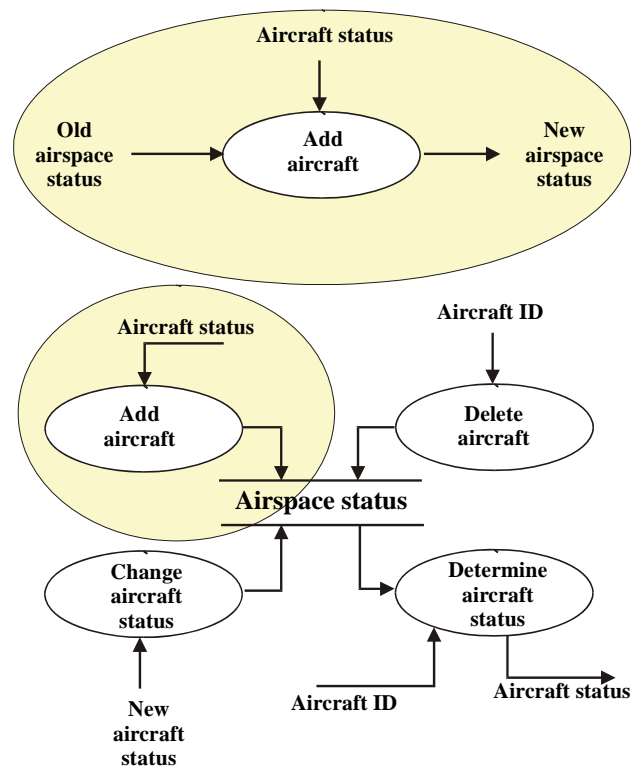 Aircraft status
Old
airspace
status
Add
aircraft
New
airspace
status
Aircraft status
Aircraft ID
Add
aircraft
Delete
aircraft
Airspace status
Change
aircraft
status
Determine
aircraft
status
Aircraft ID
Aircraft status
New
aircraft
status